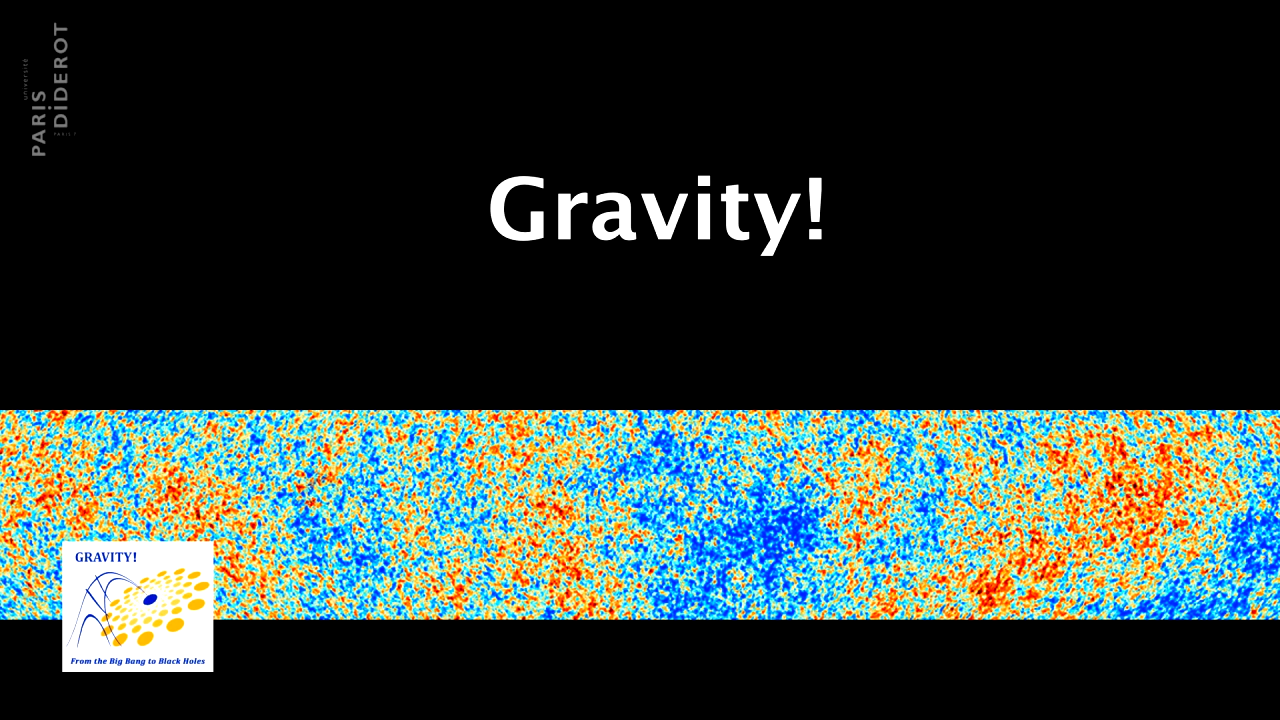 université
PARIS
DiDEROT
PARIS 7
Gravity!
GRAVITY!
From the Big Bang to Black Holes